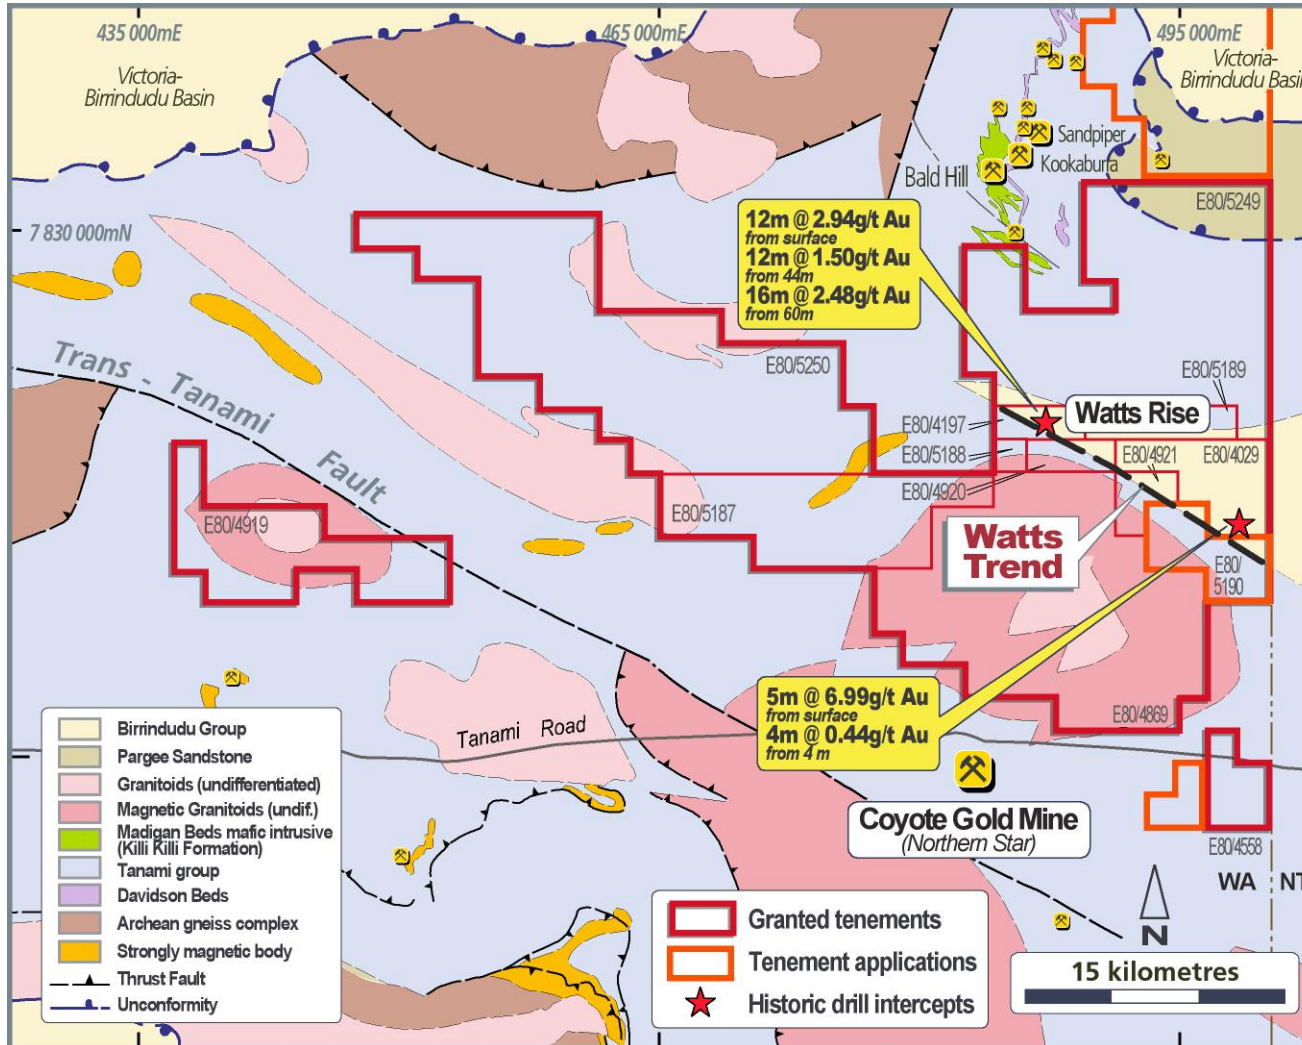 435 000mE
465 000mE
495 000mE
Victoria-
Birrindudu Basin
Victoria-
Birrindudu Basin
Sandpiper
Kookaburra
Bald Hill
E80/5249
7 830 000mN
12m @ 2.94g/t Au
from surface
12m @ 1.50g/t Au
from 44m
16m @ 2.48g/t Au
from 60m
Trans - Tanami Fault
E80/5250
E80/5189
Watts Rise
E80/4197
E80/5188
E80/4921
E80/4029
E80/4920
E80/4919
E80/5187
Watts
Trend
E80/
5190
5m @ 6.99g/t Au
from surface
4m @ 0.44g/t Au
from 4 m
E80/4869
Tanami Road
Coyote Gold Mine
(Northern Star)
E80/4558
WA
NT
N
Birrindudu Group
Pargee Sandstone
Granitoids (undifferentiated)
Magnetic Granitoids (undif.)
Madigan Beds mafic intrusive
(Killi Killi Formation)
Tanami group
Davidson Beds
Archean gneiss complex
Strongly magnetic body
Thrust Fault
Unconformity
Granted tenements
Tenement applications
Historic drill intercepts
15 kilometres